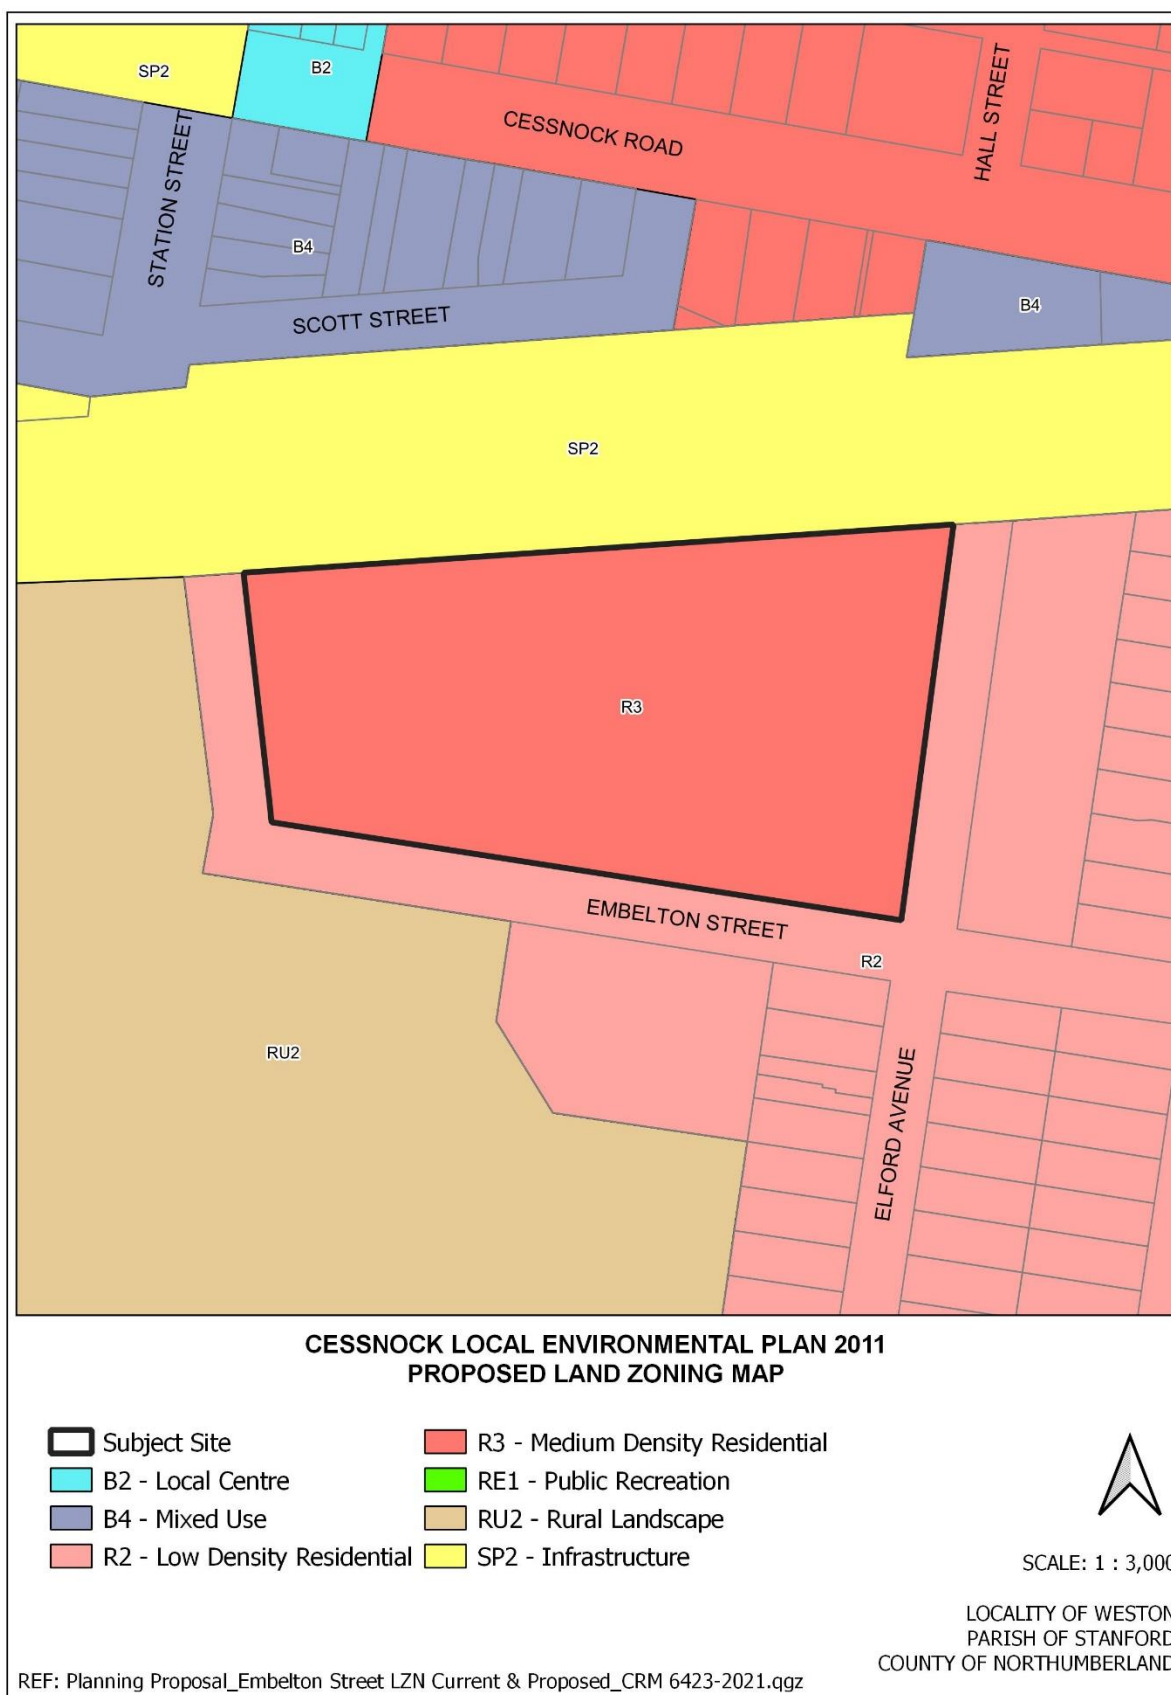 SP2
B2
CESSNOCK ROAD
HALL STREET
STATION STREET
B4
SCOTT STREET
B4
SP2
R3
EMBELTON STREET
R2
RU2
ELFORD AVENUE
CESSNOCK LOCAL ENVIRONMENTAL PLAN 2011
PROPOSED LAND ZONING MAP
Subject Site
B2 - Local Centre
B4 - Mixed Use
R2 - Low Density Residential
R3 - Medium Density Residential
RE1 - Public Recreation
RU2 - Rural Landscape
SP2 - Infrastructure
SCALE: 1 : 3,000
LOCALITY OF WESTON
PARISH OF STANFORD
COUNTY OF NORTHUMBERLAND
REF: Planning Proposal_Embelton Street LZN Current & Proposed_CRM 6423-2021.qgz